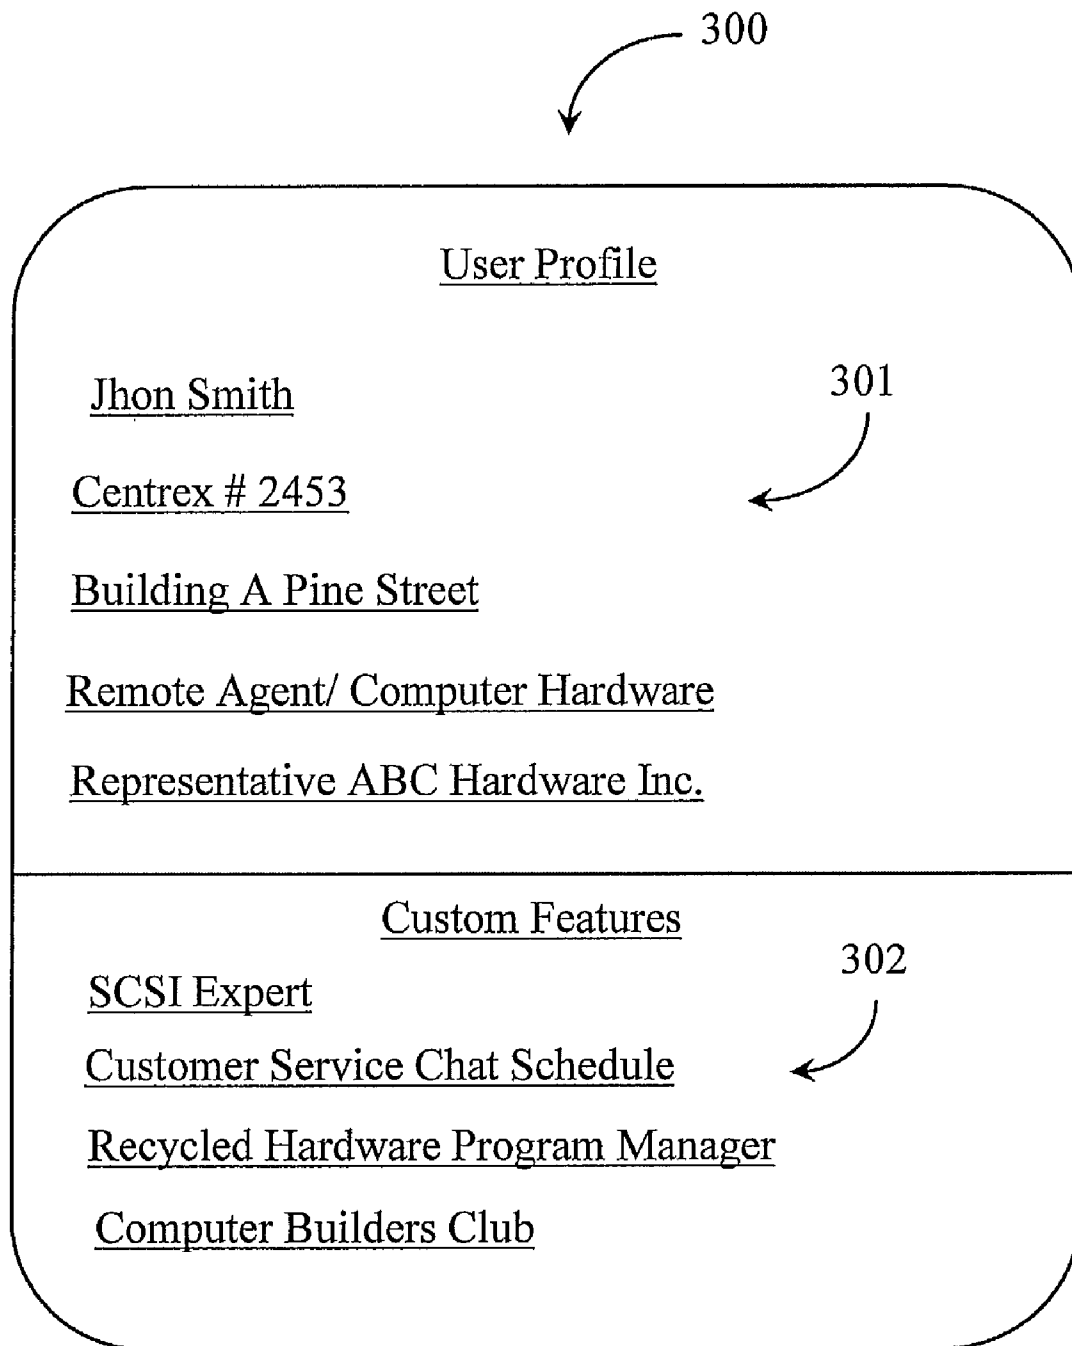 300
User Profile
Jhon Smith
301
Centrex # 2453
Building A Pine Street
Remote Agent/ Computer Hardware
Representative ABC Hardware Inc.
Custom Features
302
SCSI Expert
Customer Service Chat Schedule
Recycled Hardware Program Manager
Computer Builders Club